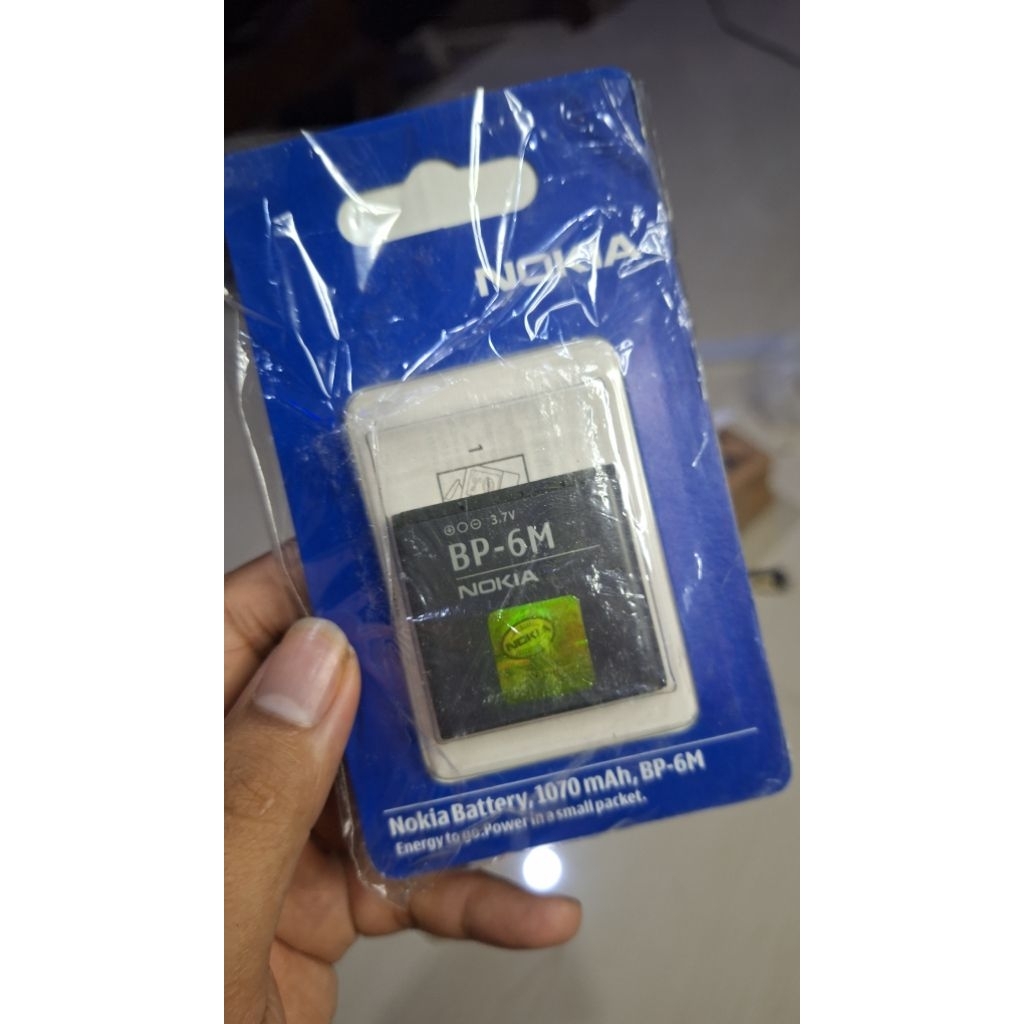 NOKIA
1
3.7V
BP-6M
NOKIA
NOKIA
Nokia Battery, 1070 mAh, BP-6M
Energy to go. Power in a small packet.